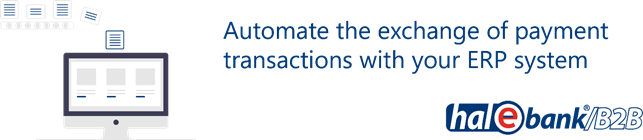 Automate the exchange of payment
transactions with your ERP system
halebank®/B2B